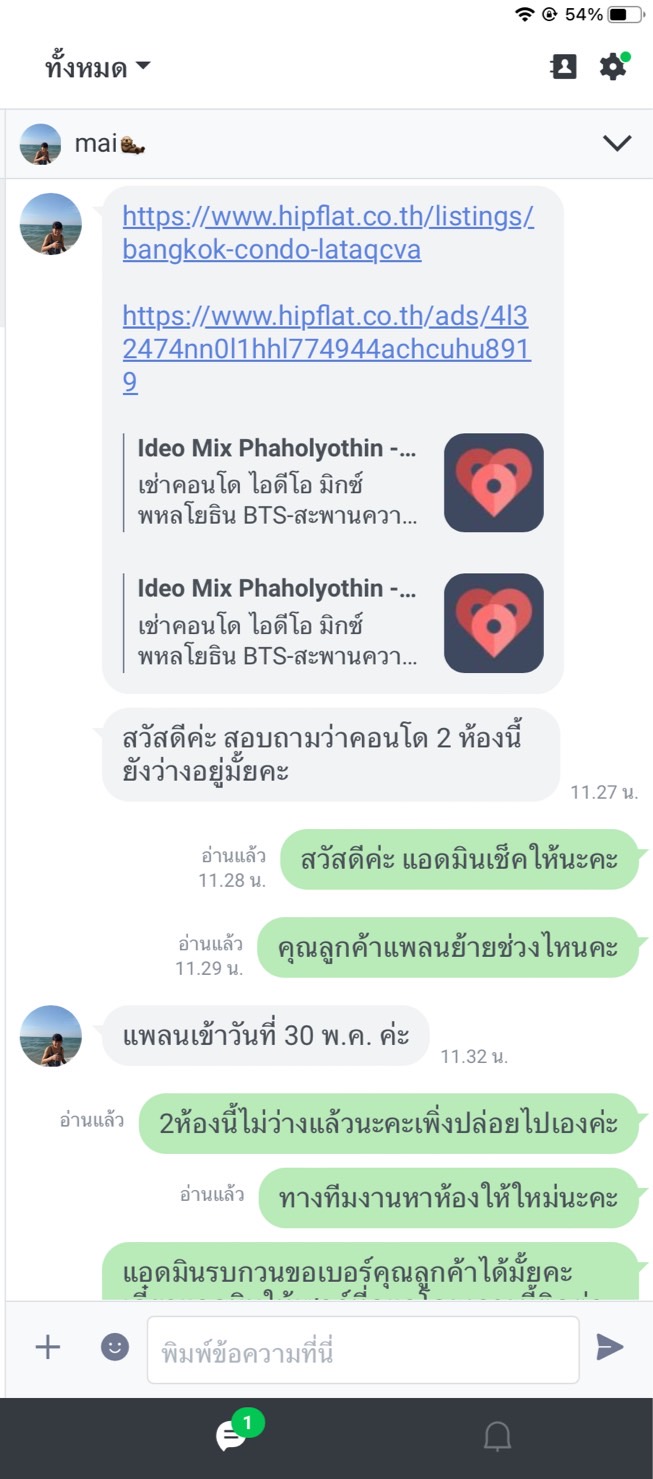 54%
ทั้งหมด
mai
https://www.hipflat.co.th/listings/
bangkok-condo-lataqcva
https://www.hipflat.co.th/ads/4l3
2474nn0l1hhl774944achcuhu891
9
Ideo Mix Phaholyothin -...
เช่าคอนโด ไอดีโอ มิกซ์
พหลโยธิน BTS-สะพานควา...
Ideo Mix Phaholyothin -...
เช่าคอนโด ไอดีโอ มิกซ์
พหลโยธิน BTS-สะพานควา...
สวัสดีค่ะ สอบถามว่าคอนโด 2 ห้องนี้
ยังว่างอยู่มั้ยคะ
11.27 น.
อ่านแล้ว
11.28 น.
สวัสดีค่ะ แอดมินเช็คให้นะคะ
อ่านแล้ว
11.29 น.
คุณลูกค้าแพลนย้ายช่วงไหนคะ
แพลนเข้าวันที่ 30 พ.ค. ค่ะ
11.32 น.
อ่านแล้ว
2ห้องนี้ไม่ว่างแล้วนะคะเพิ่งปล่อยไปเองค่ะ
อ่านแล้ว
ทางทีมงานหาห้องให้ใหม่นะคะ
แอดมินรบกวนขอเบอร์คุณลูกค้าได้มั้ยคะ
พิมพ์ข้อความที่นี่
1